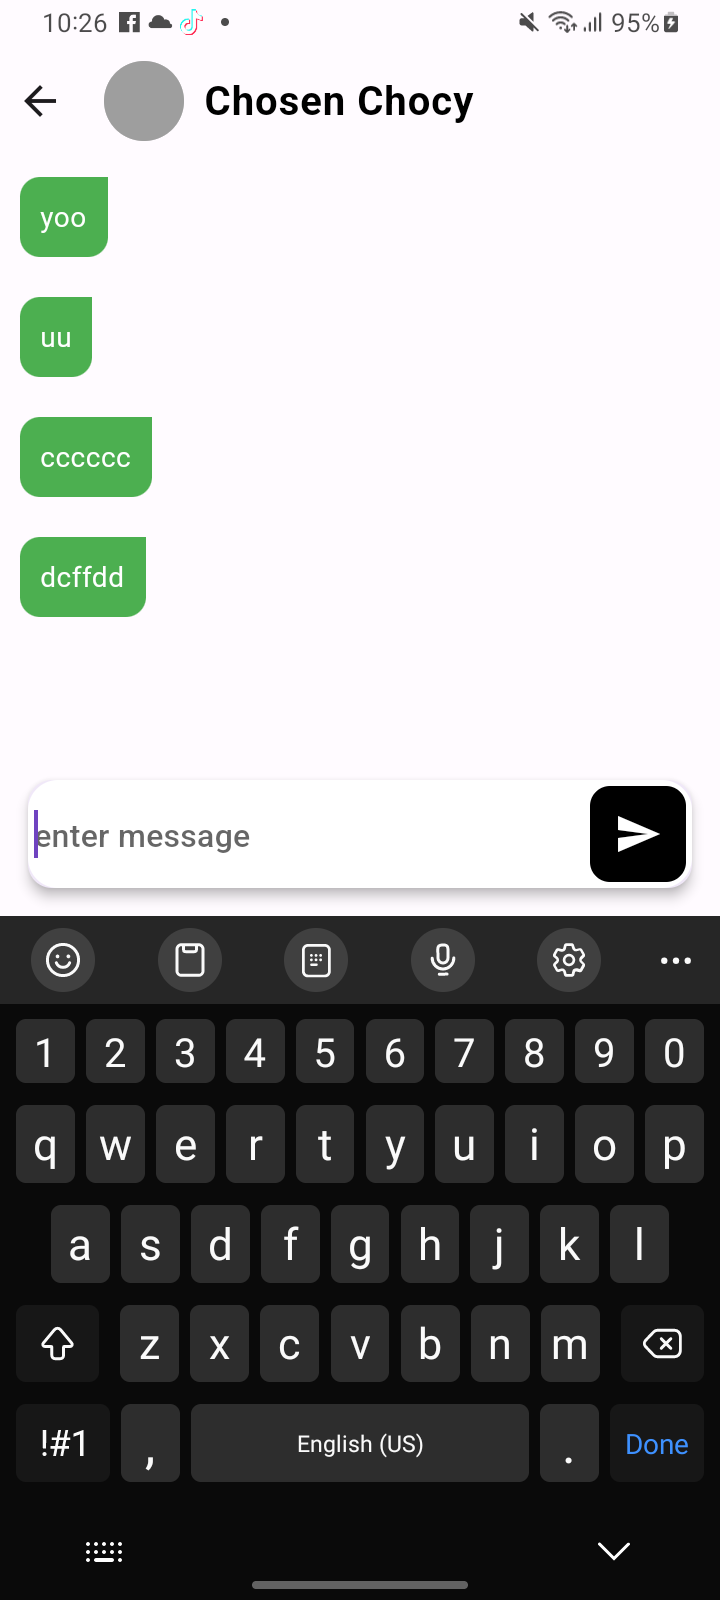 10:26 95%
Chosen Chocy
yoo
uu
cccccc
dcffdd
enter message
1 2 3 4 5 6 7 8 9 0
q w e r t y u i o p
a s d f g h j k l
z x c v b n m
!#1 , English (US) . Done